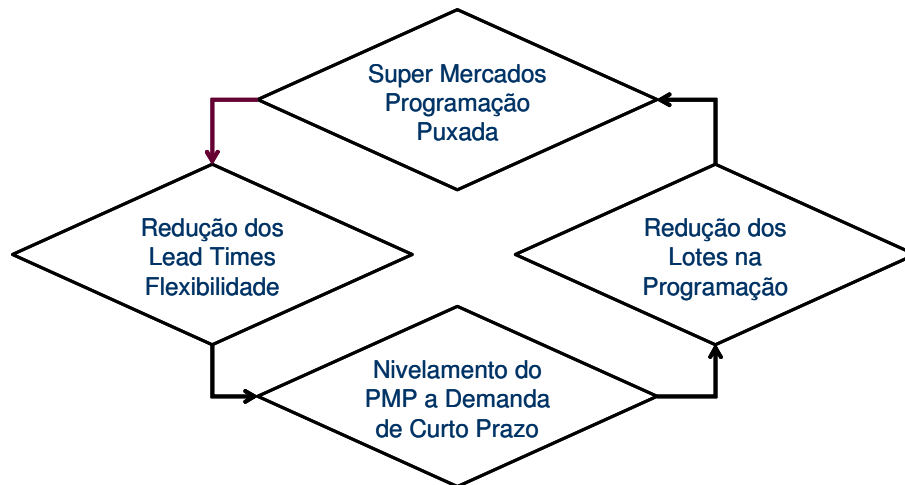 Super Mercados
Programação
Puxada
Redução dos
Lead Times
Flexibilidade
Redução dos
Lotes na
Programação
Nivelamento do
PMP a Demanda
de Curto Prazo